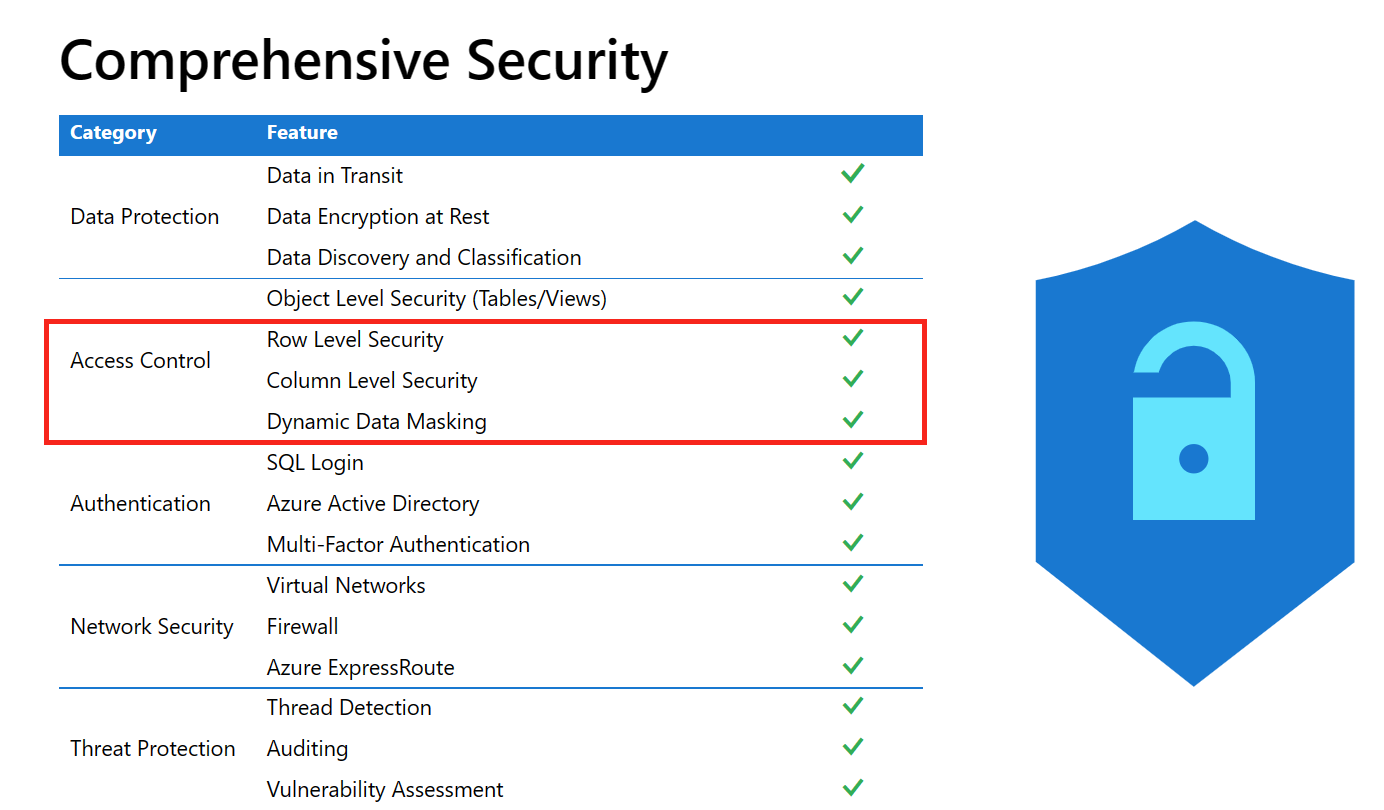 Comprehensive Security
Category Feature
Data in Transit
Data Protection Data Encryption at Rest
Data Discovery and Classification
Object Level Security (Tables/Views)
Row Level Security
Access Control
Column Level Security
Dynamic Data Masking
SQL Login
Authentication Azure Active Directory
Multi-Factor Authentication
Virtual Networks
Network Security Firewall
Azure ExpressRoute
Thread Detection
Threat Protection Auditing
Vulnerability Assessment